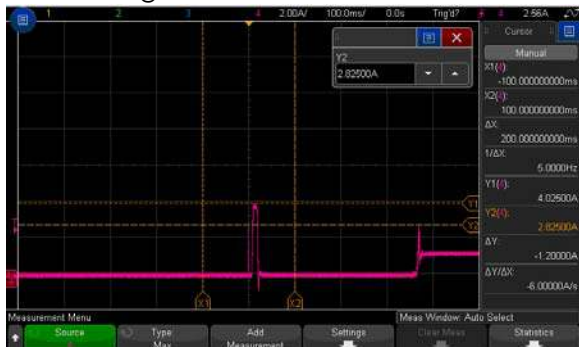 1 2 3 4 2.00A/ 100.0ms/ 0.0s Trig'd? 4 2.56A
Cursor
Manual
Y2
2.82500A
X1(4):
-100.000000000ms
X2(4):
100.000000000ms
ΔX:
200.000000000ms
1/ΔX:
5.0000Hz
Y1(4):
4.02500A
Y2(4):
2.82500A
ΔY:
-1.20000A
ΔY/ΔX:
-6.00000A/s
Y1
Y2
X1 X2
Measurement Menu Meas Window: Auto Select
Source Type: Add Settings Clear Meas Statistics
4 Max Measurement